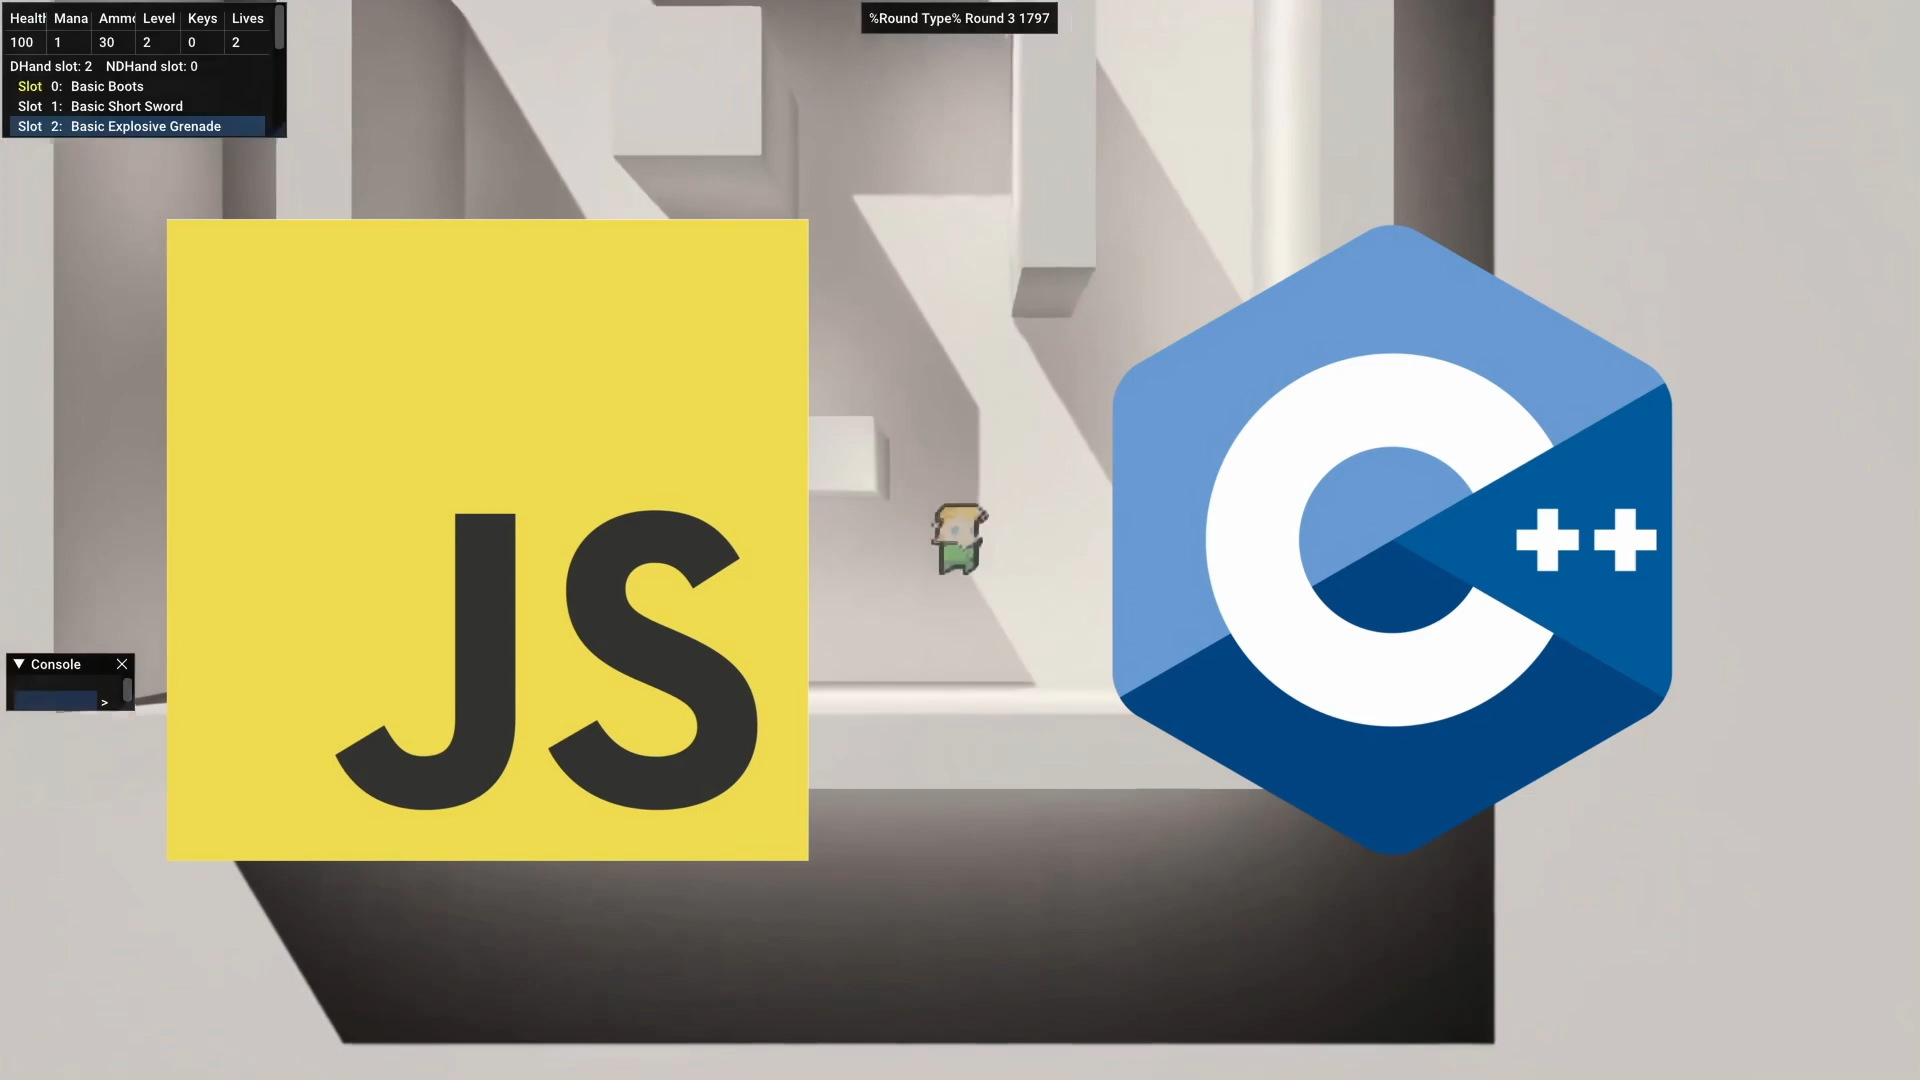 Health Mana Ammo Level Keys Lives
100 1 30 2 0 2
DHand slot: 2 NDHand slot: 0
Slot 0: Basic Boots
Slot 1: Basic Short Sword
Slot 2: Basic Explosive Grenade
%Round Type% Round 3 1797
JS
C++
Console
>